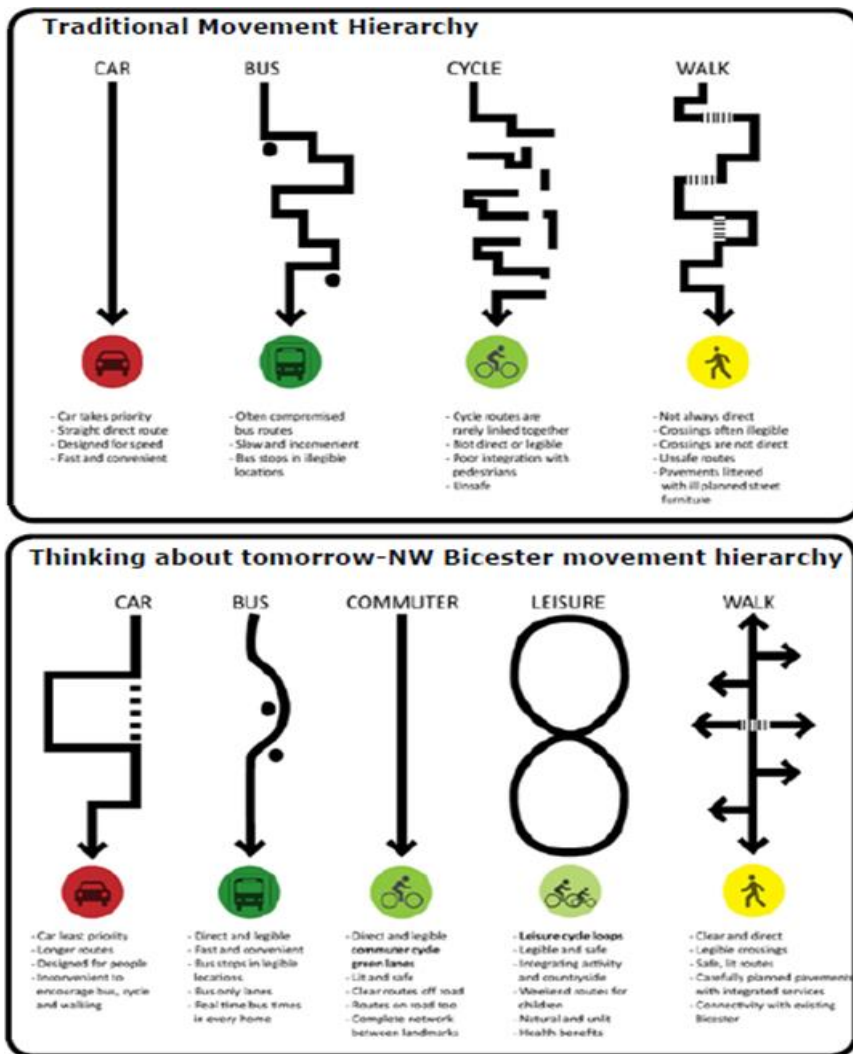 Traditional Movement Hierarchy
CAR
BUS
CYCLE
WALK
- Car takes priority
- Straight direct route
- Designed for speed
- Fast and convenient
- Often compromised
bus routes
- Slow and inconvenient
- Bus stops in illegible
locations
- Cycle routes are
rarely linked together
- Not direct or legible
- Poor integration with
pedestrians
- Unsafe
- Not always direct
- Crossings often illegible
- Crossings are not direct
- Unsafe routes
- Pavements littered
with ill planned street
furniture
Thinking about tomorrow-NW Bicester movement hierarchy
CAR
BUS
COMMUTER
LEISURE
WALK
- Car least priority
- Longer routes
- Designed for people
- Inconvenient to
encourage bus, cycle
and walking
- Direct and legible
- Fast and convenient
- Bus stops in legible
locations.
- Bus only lanes
- Real time bus times
in every home
- Direct and legible
commuter cycle
green lanes
- Lit and safe
- Clear routes off road
- Routes on road too
- Complete network
between landmarks
- Leisure cycle loops
- Legible and safe
- Integrating activity
and countryside
- Weekend routes for
children
- Natural and unlit
- Health benefits
- Clear and direct
- Legible crossings
- Safe, lit routes
- Carefully planned pavements
with integrated services
- Connectivity with existing
Bicester